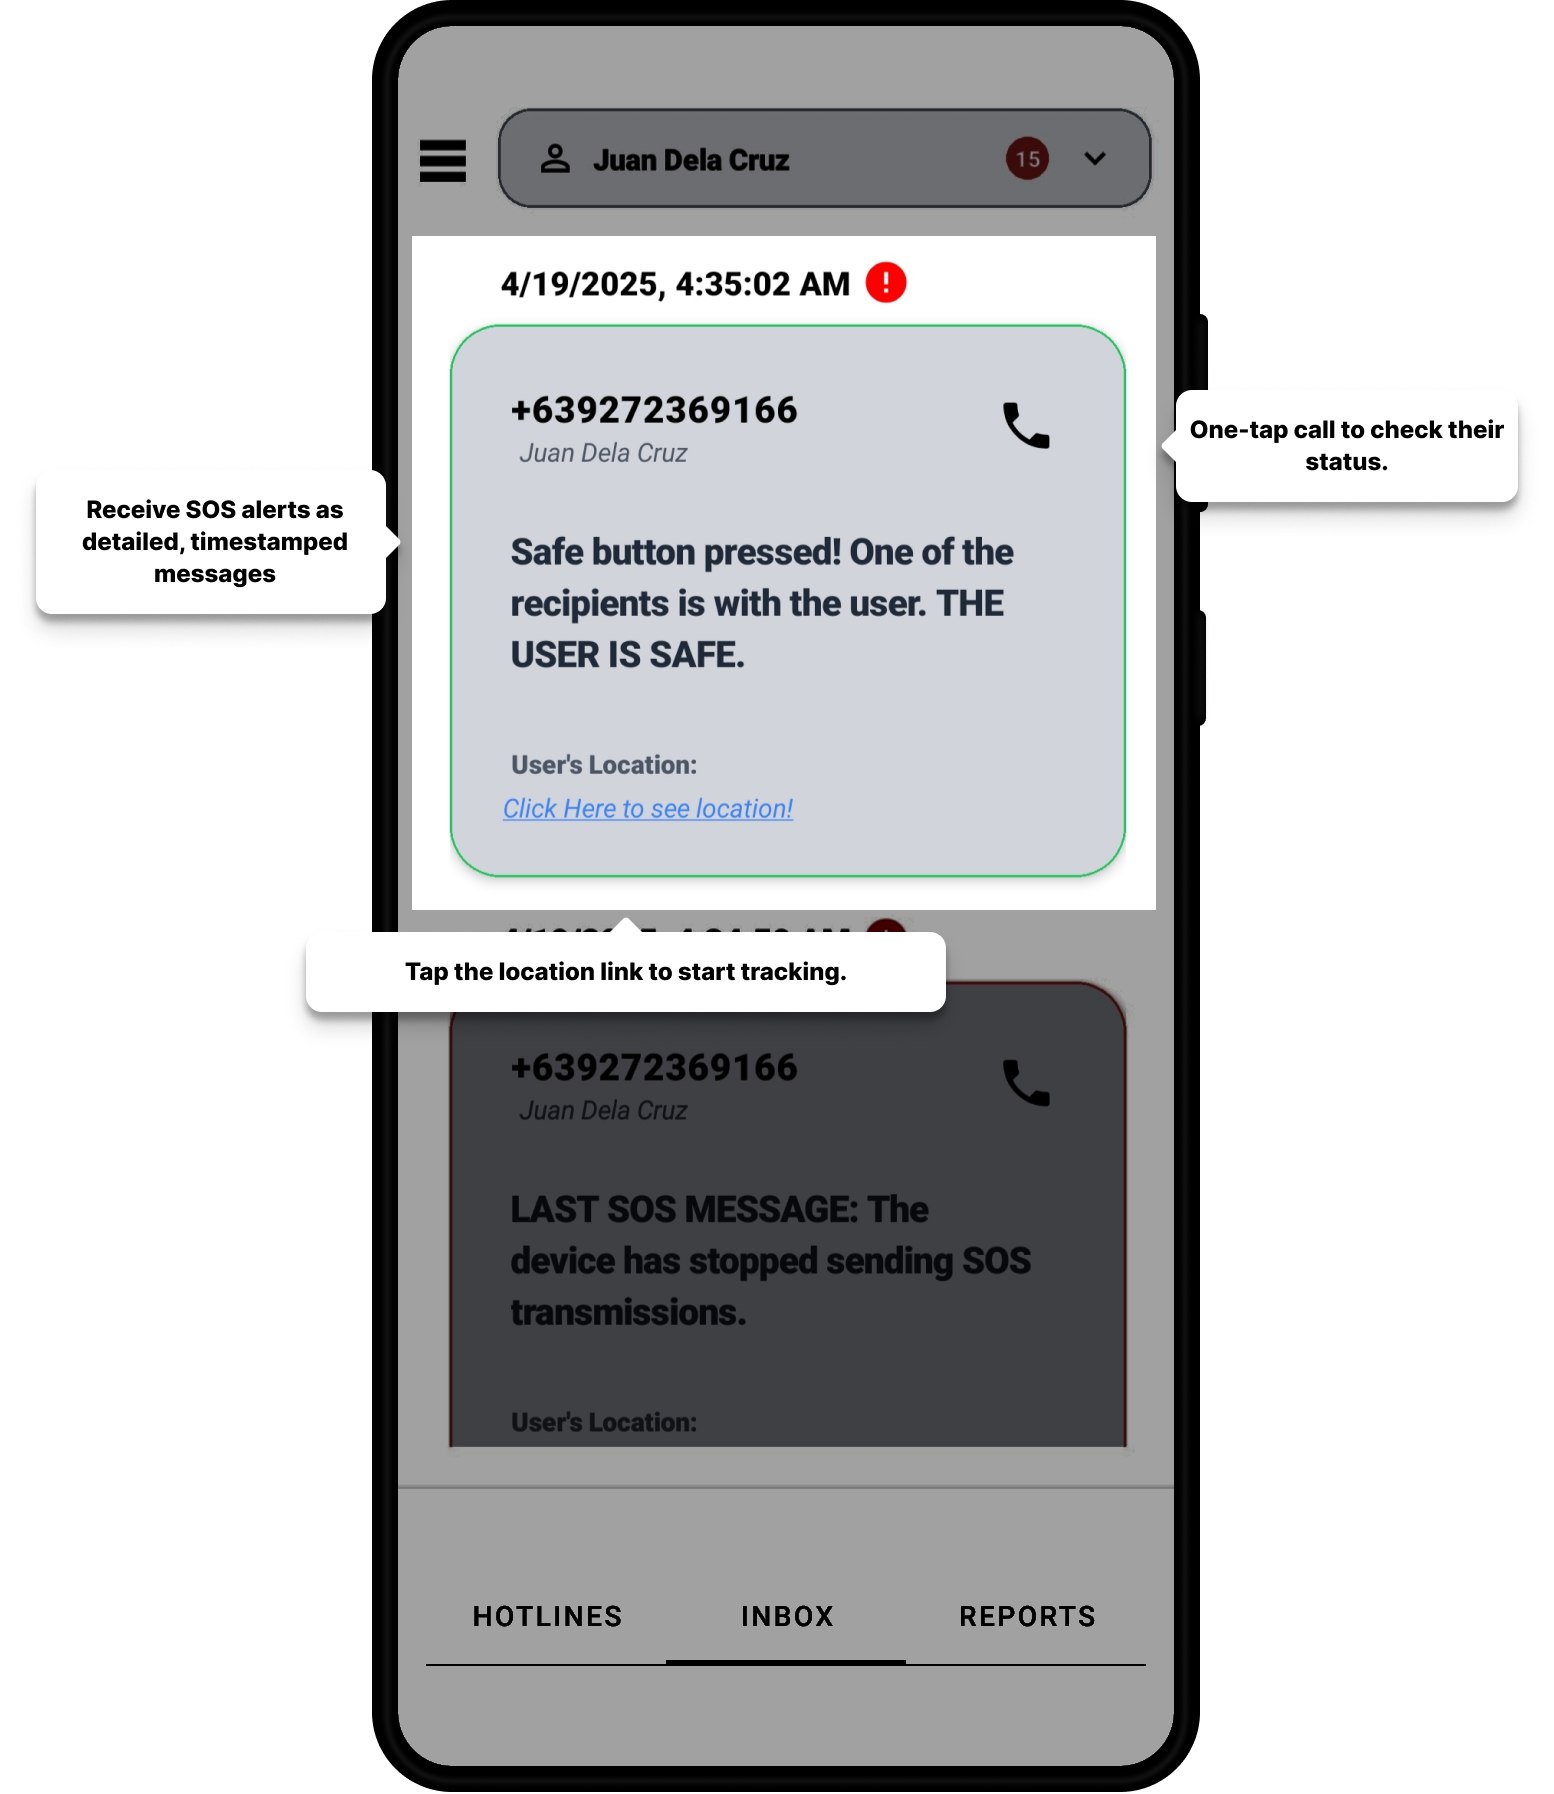 Juan Dela Cruz
15
4/19/2025, 4:35:02 AM
+639272369166
Juan Dela Cruz
One-tap call to check their
status.
Receive SOS alerts as
detailed, timestamped
messages
Safe button pressed! One of the
recipients is with the user. THE
USER IS SAFE.
User's Location:
Click Here to see location!
Tap the location link to start tracking.
+639272369166
Juan Dela Cruz
LAST SOS MESSAGE: The
device has stopped sending SOS
transmissions.
User's Location:
HOTLINES
INBOX
REPORTS